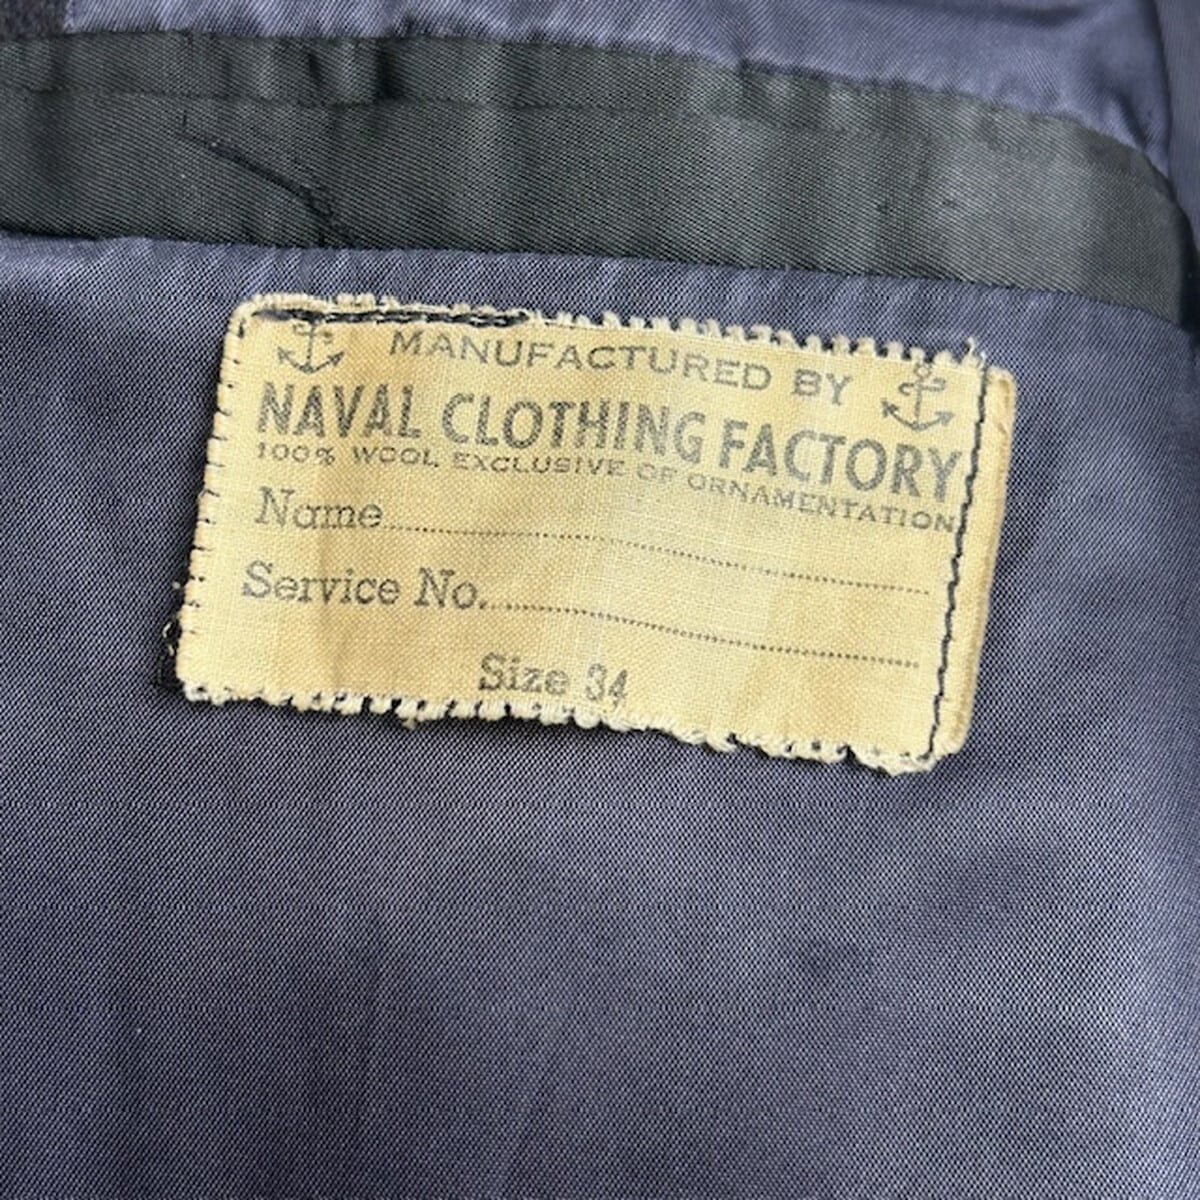 MANUFACTURED BY
NAVAL CLOTHING FACTORY
100% WOOL, EXCLUSIVE OF ORNAMENTATION
Name
Service No.
Size 34